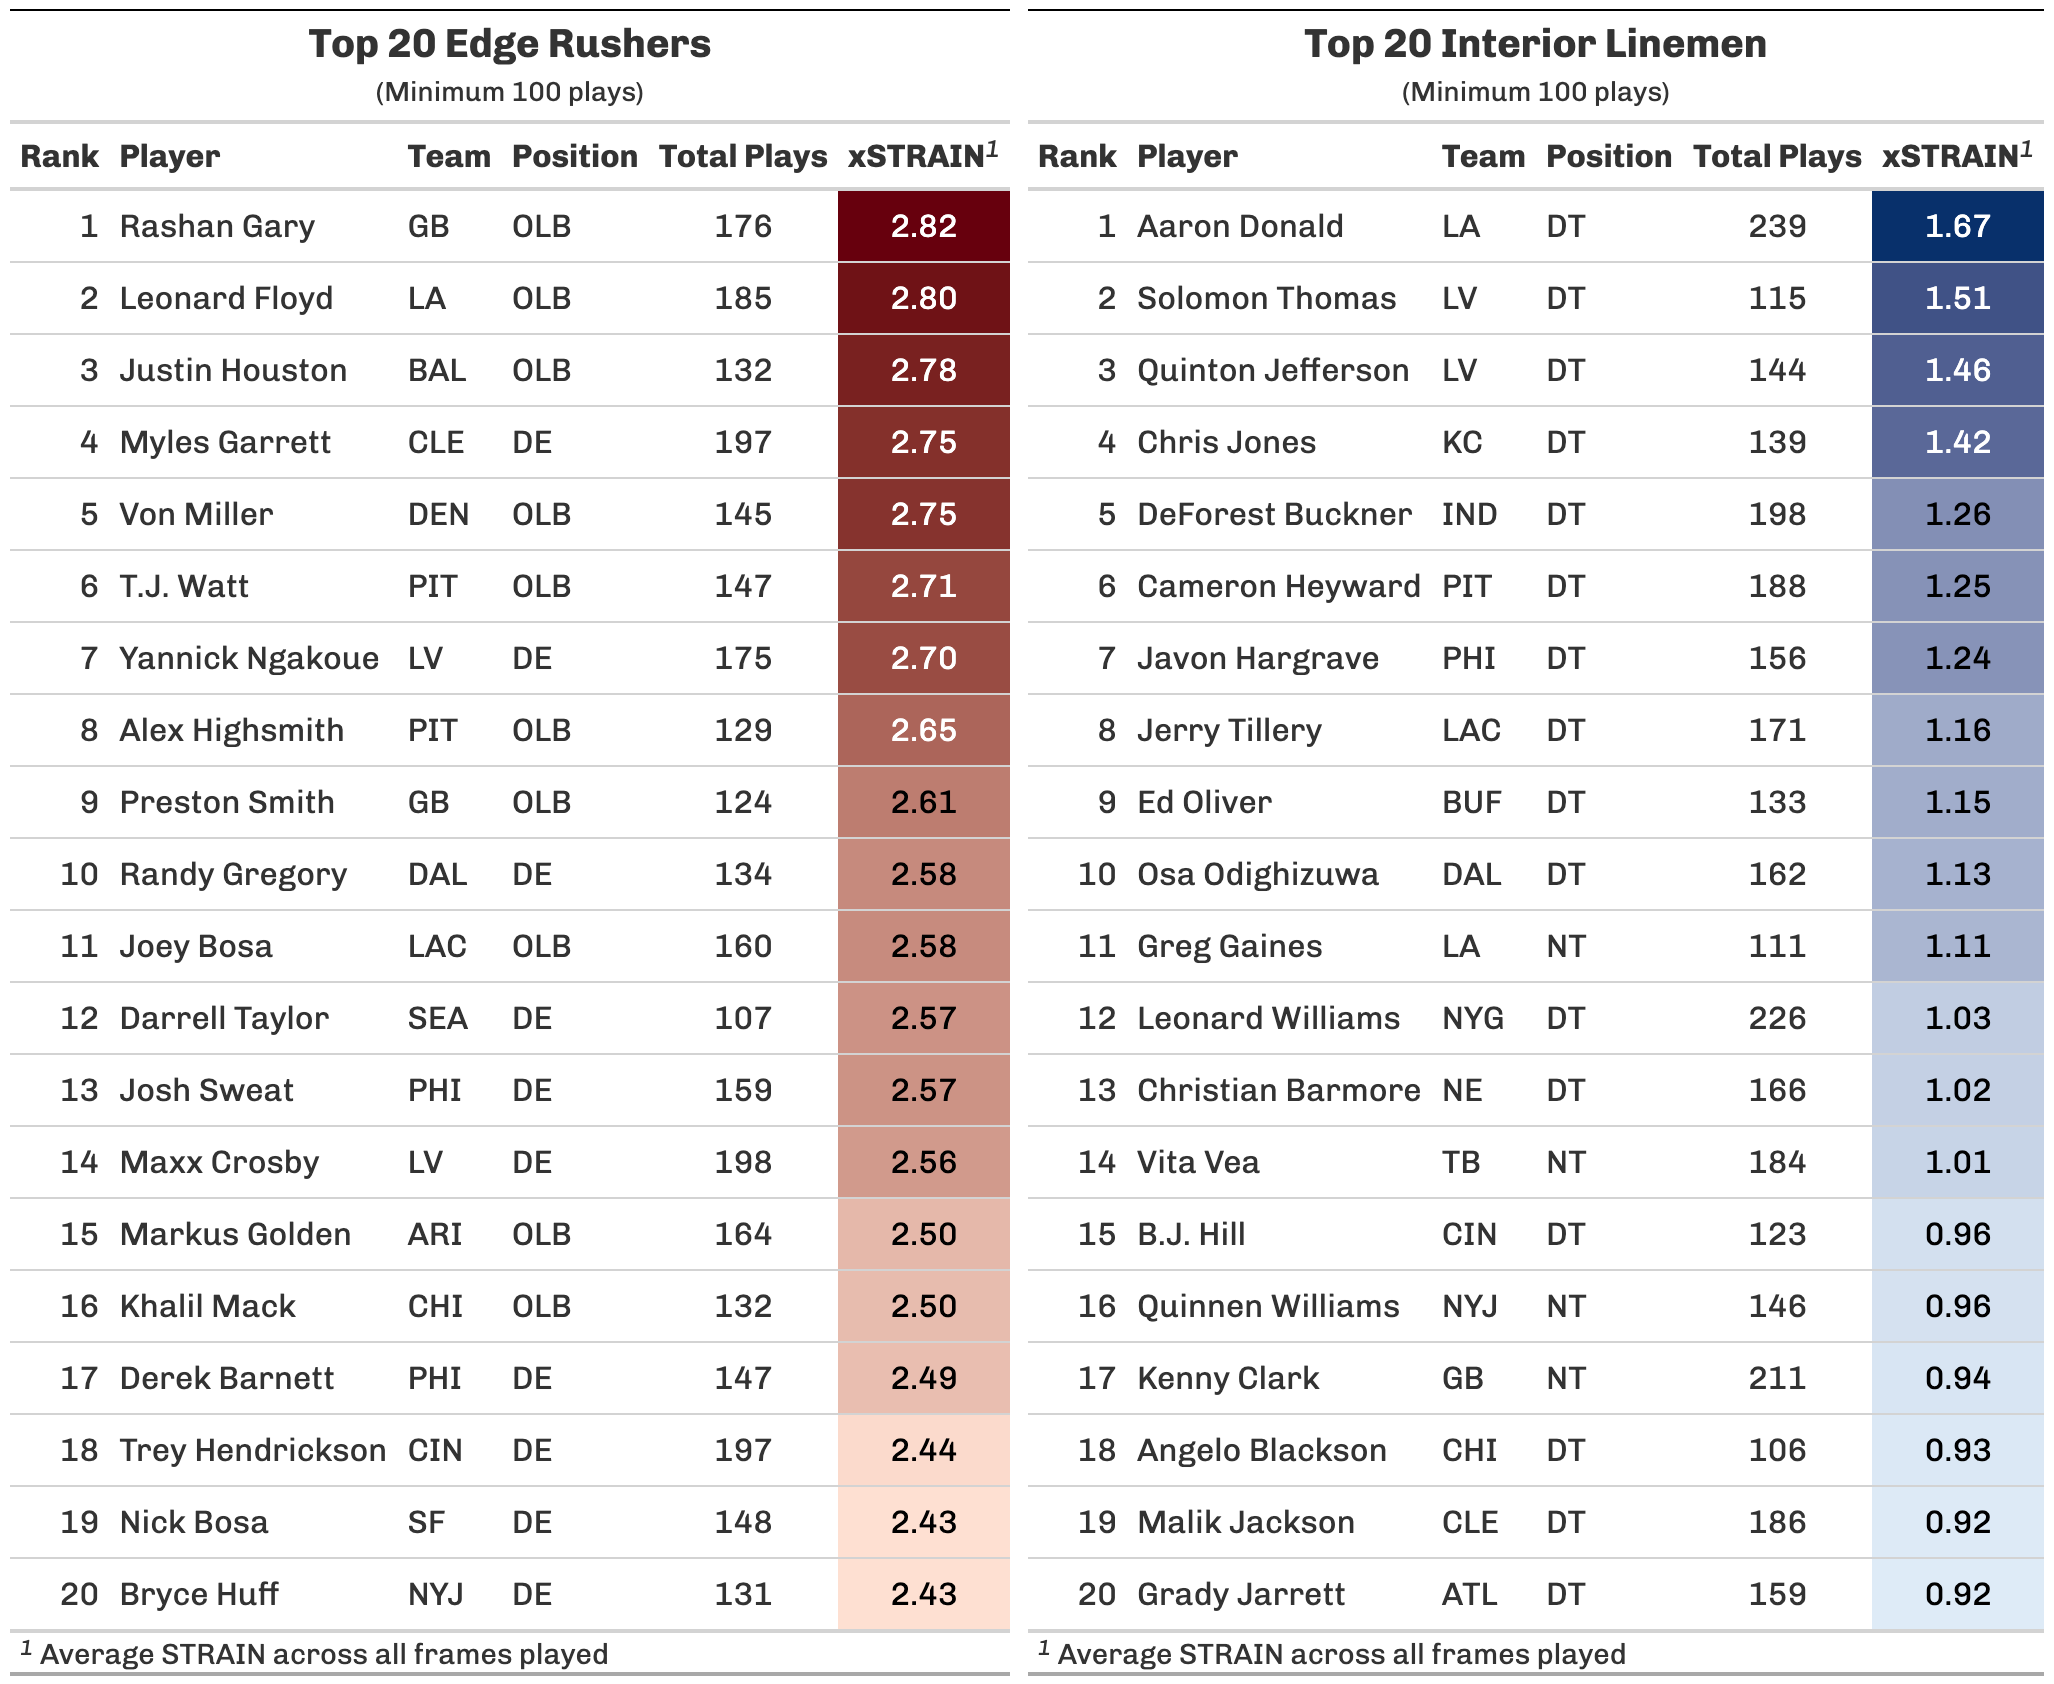 Top 20 Edge Rushers
(Minimum 100 plays)
Rank Player Team Position Total Plays xSTRAIN1
1 Rashan Gary GB OLB 176 2.82
2 Leonard Floyd LA OLB 185 2.80
3 Justin Houston BAL OLB 132 2.78
4 Myles Garrett CLE DE 197 2.75
5 Von Miller DEN OLB 145 2.75
6 T.J. Watt PIT OLB 147 2.71
7 Yannick Ngakoue LV DE 175 2.70
8 Alex Highsmith PIT OLB 129 2.65
9 Preston Smith GB OLB 124 2.61
10 Randy Gregory DAL DE 134 2.58
11 Joey Bosa LAC OLB 160 2.58
12 Darrell Taylor SEA DE 107 2.57
13 Josh Sweat PHI DE 159 2.57
14 Maxx Crosby LV DE 198 2.56
15 Markus Golden ARI OLB 164 2.50
16 Khalil Mack CHI OLB 132 2.50
17 Derek Barnett PHI DE 147 2.49
18 Trey Hendrickson CIN DE 197 2.44
19 Nick Bosa SF DE 148 2.43
20 Bryce Huff NYJ DE 131 2.43
1 Average STRAIN across all frames played
Top 20 Interior Linemen
(Minimum 100 plays)
Rank Player Team Position Total Plays xSTRAIN1
1 Aaron Donald LA DT 239 1.67
2 Solomon Thomas LV DT 115 1.51
3 Quinton Jefferson LV DT 144 1.46
4 Chris Jones KC DT 139 1.42
5 DeForest Buckner IND DT 198 1.26
6 Cameron Heyward PIT DT 188 1.25
7 Javon Hargrave PHI DT 156 1.24
8 Jerry Tillery LAC DT 171 1.16
9 Ed Oliver BUF DT 133 1.15
10 Osa Odighizuwa DAL DT 162 1.13
11 Greg Gaines LA NT 111 1.11
12 Leonard Williams NYG DT 226 1.03
13 Christian Barmore NE DT 166 1.02
14 Vita Vea TB NT 184 1.01
15 B.J. Hill CIN DT 123 0.96
16 Quinnen Williams NYJ NT 146 0.96
17 Kenny Clark GB NT 211 0.94
18 Angelo Blackson CHI DT 106 0.93
19 Malik Jackson CLE DT 186 0.92
20 Grady Jarrett ATL DT 159 0.92
1 Average STRAIN across all frames played